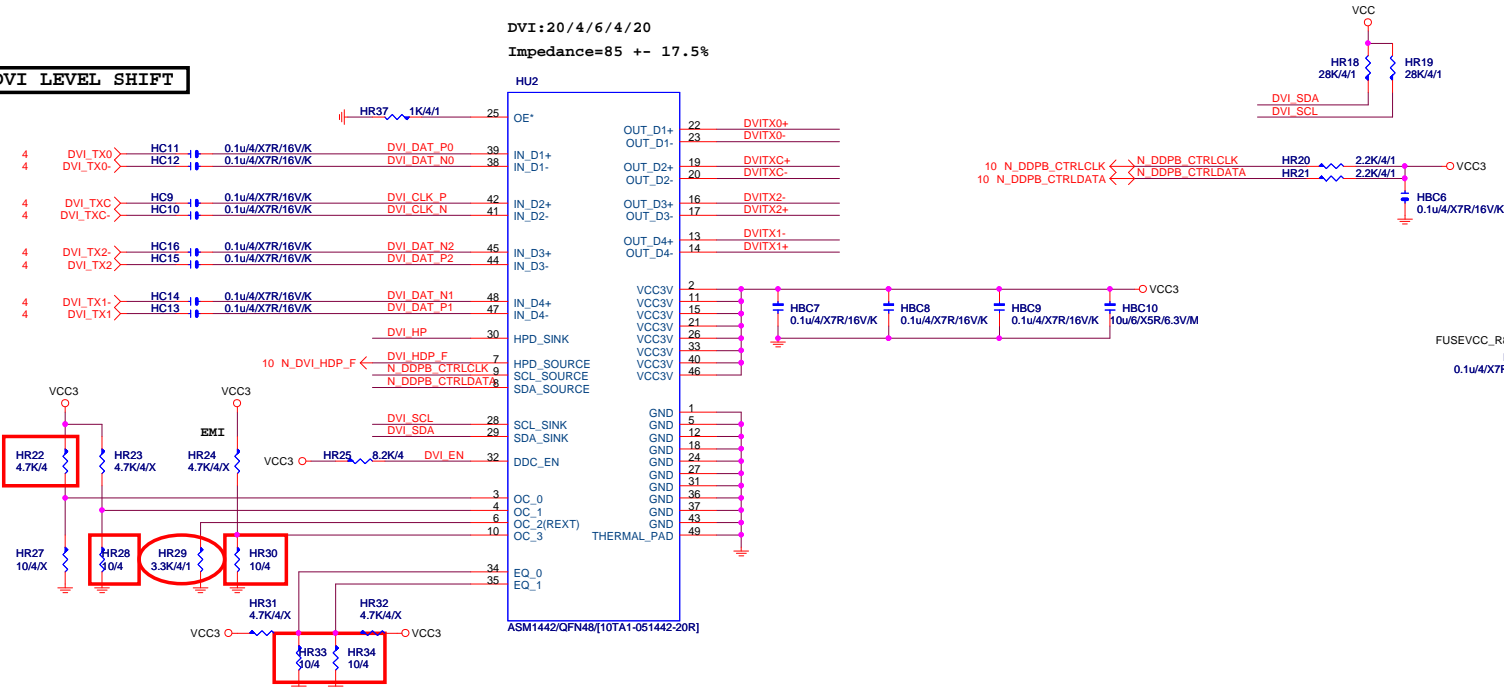 DVI:20/4/6/4/20
Impedance=85 +- 17.5%
DVI LEVEL SHIFT
HU2
VCC
HR18
28K/4/1
HR19
28K/4/1
DVI_SDA
DVI_SCL
HR37 1K/4/1
25 OE*
4 DVI_TX0 HC11 0.1u/4/X7R/16V/K DVI_DAT_P0 39 IN_D1+
4 DVI_TX0- HC12 0.1u/4/X7R/16V/K DVI_DAT_N0 38 IN_D1-
4 DVI_TXC HC9 0.1u/4/X7R/16V/K DVI_CLK_P 42 IN_D2+
4 DVI_TXC- HC10 0.1u/4/X7R/16V/K DVI_CLK_N 41 IN_D2-
4 DVI_TX2- HC16 0.1u/4/X7R/16V/K DVI_DAT_N2 45 IN_D3+
4 DVI_TX2 HC15 0.1u/4/X7R/16V/K DVI_DAT_P2 44 IN_D3-
4 DVI_TX1- HC14 0.1u/4/X7R/16V/K DVI_DAT_N1 48 IN_D4+
4 DVI_TX1 HC13 0.1u/4/X7R/16V/K DVI_DAT_P1 47 IN_D4-
DVI_HP 30 HPD_SINK
10 N_DVI_HDP_F DVI_HDP_F 7 HPD_SOURCE
N_DDPB_CTRLCLK 9 SCL_SOURCE
N_DDPB_CTRLDATA 8 SDA_SOURCE
DVI_SCL 28 SCL_SINK
DVI_SDA 29 SDA_SINK
VCC3 HR25 8.2K/4 DVI_EN 32 DDC_EN
3 OC_0
4 OC_1
6 OC_2(REXT)
10 OC_3
34 EQ_0
35 EQ_1
OUT_D1+ 22 DVITX0+
OUT_D1- 23 DVITX0-
OUT_D2+ 19 DVITXC+
OUT_D2- 20 DVITXC-
OUT_D3+ 16 DVITX2-
OUT_D3- 17 DVITX2+
OUT_D4+ 13 DVITX1-
OUT_D4- 14 DVITX1+
VCC3V 2
VCC3V 11
VCC3V 15
VCC3V 21
VCC3V 26
VCC3V 33
VCC3V 40
VCC3V 46
GND 1
GND 5
GND 12
GND 18
GND 24
GND 27
GND 31
GND 36
GND 37
GND 43
THERMAL_PAD 49
ASM1442/QFN48/[10TA1-051442-20R]
10 N_DDPB_CTRLCLK N_DDPB_CTRLCLK HR20 2.2K/4/1
10 N_DDPB_CTRLDATA N_DDPB_CTRLDATA HR21 2.2K/4/1
VCC3
HBC6
0.1u/4/X7R/16V/K
VCC3
HBC7
0.1u/4/X7R/16V/K
HBC8
0.1u/4/X7R/16V/K
HBC9
0.1u/4/X7R/16V/K
HBC10
10u/6/X5R/6.3V/M
FUSEVCC_R
0.1u/4/X7
VCC3
VCC3
EMI
HR22
4.7K/4
HR23
4.7K/4/X
HR24
4.7K/4/X
HR27
10/4/X
HR28
10/4
HR29
3.3K/4/1
HR30
10/4
HR31
4.7K/4/X
HR32
4.7K/4/X
VCC3
VCC3
HR33
10/4
HR34
10/4